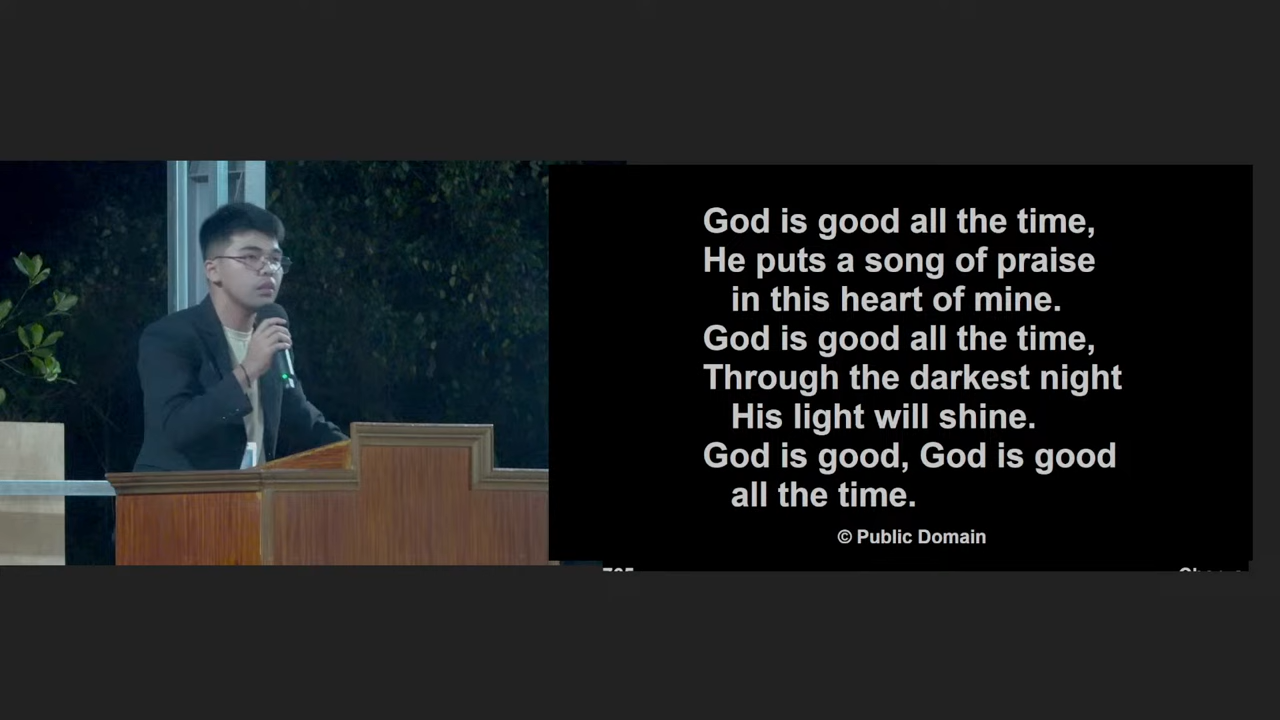 God is good all the time,
He puts a song of praise
in this heart of mine.
God is good all the time,
Through the darkest night
His light will shine.
God is good, God is good
all the time.
© Public Domain